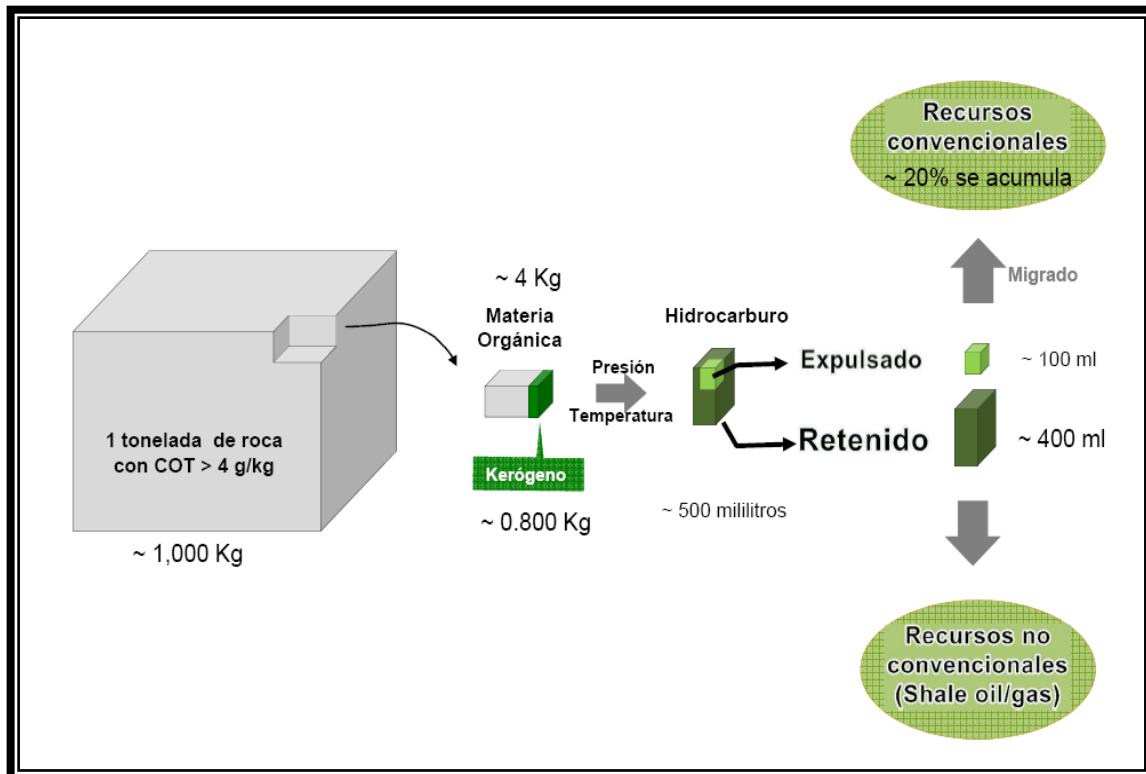 Recursos
convencionales
~ 20% se acumula
Migrado
~ 4 Kg
Materia
Orgánica
Hidrocarburo
Presión
Temperatura
Expulsado
~ 100 ml
1 tonelada de roca
con COT > 4 g/kg
Retenido
~ 400 ml
Kerógeno
~ 0.800 Kg
~ 500 mililitros
~ 1,000 Kg
Recursos no
convencionales
(Shale oil/gas)